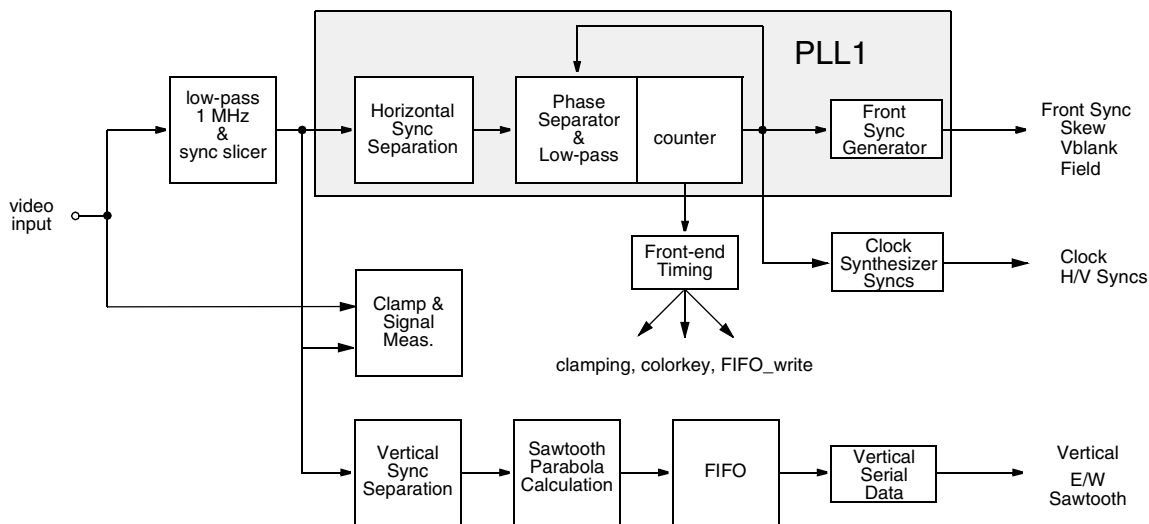 PLL1
low-pass
1 MHz
&
sync slicer
Horizontal
Sync
Separation
Phase
Separator
&
Low-pass
counter
Front
Sync
Generator
Front Sync
Skew
Vblank
Field
video
input
Front-end
Timing
Clock
Synthesizer
Syncs
Clock
H/V Syncs
Clamp &
Signal
Meas.
clamping, colorkey, FIFO_write
Vertical
Sync
Separation
Sawtooth
Parabola
Calculation
FIFO
Vertical
Serial
Data
Vertical
E/W
Sawtooth